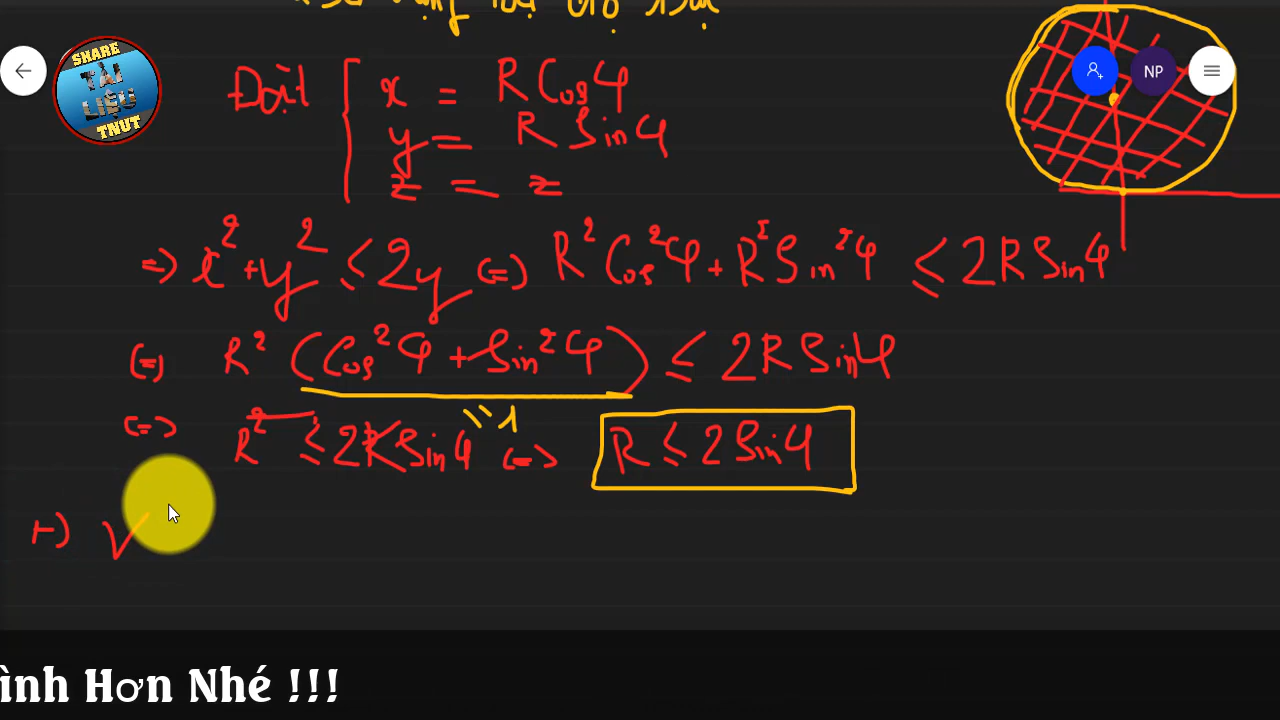 SHARE
TÀI
LIỆU
TNUT
NP
Đặt { x = R Cos φ
y = R Sin φ
z = z
=> x² + y² ≤ 2y (=) R² Cos² φ + R² Sin² φ ≤ 2R Sin φ
(=) R² (Cos² φ + Sin² φ) ≤ 2R Sin φ
"1
<=> R² ≤ 2R Sin φ <=> R ≤ 2 Sin φ
+) V
ình Hơn Nhé !!!